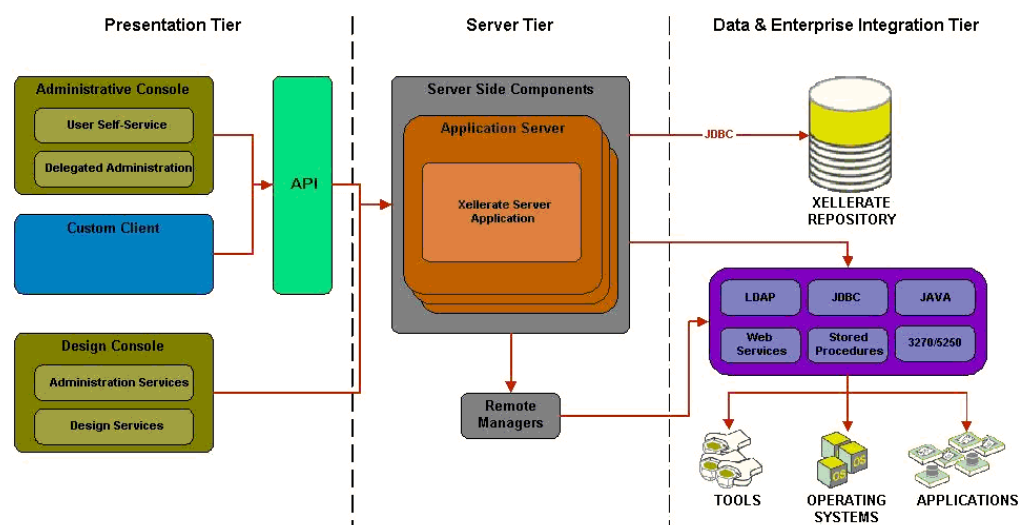 Presentation Tier
Server Tier
Data & Enterprise Integration Tier
Administrative Console
User Self-Service
Delegated Administration
Custom Client
API
Design Console
Administration Services
Design Services
Server Side Components
Application Server
Xellerate Server
Application
Remote
Managers
JDBC
XELLERATE
REPOSITORY
LDAP
JDBC
JAVA
Web
Services
Stored
Procedures
3270/5250
TOOLS
OS
OS
OPERATING
SYSTEMS
APPLICATIONS